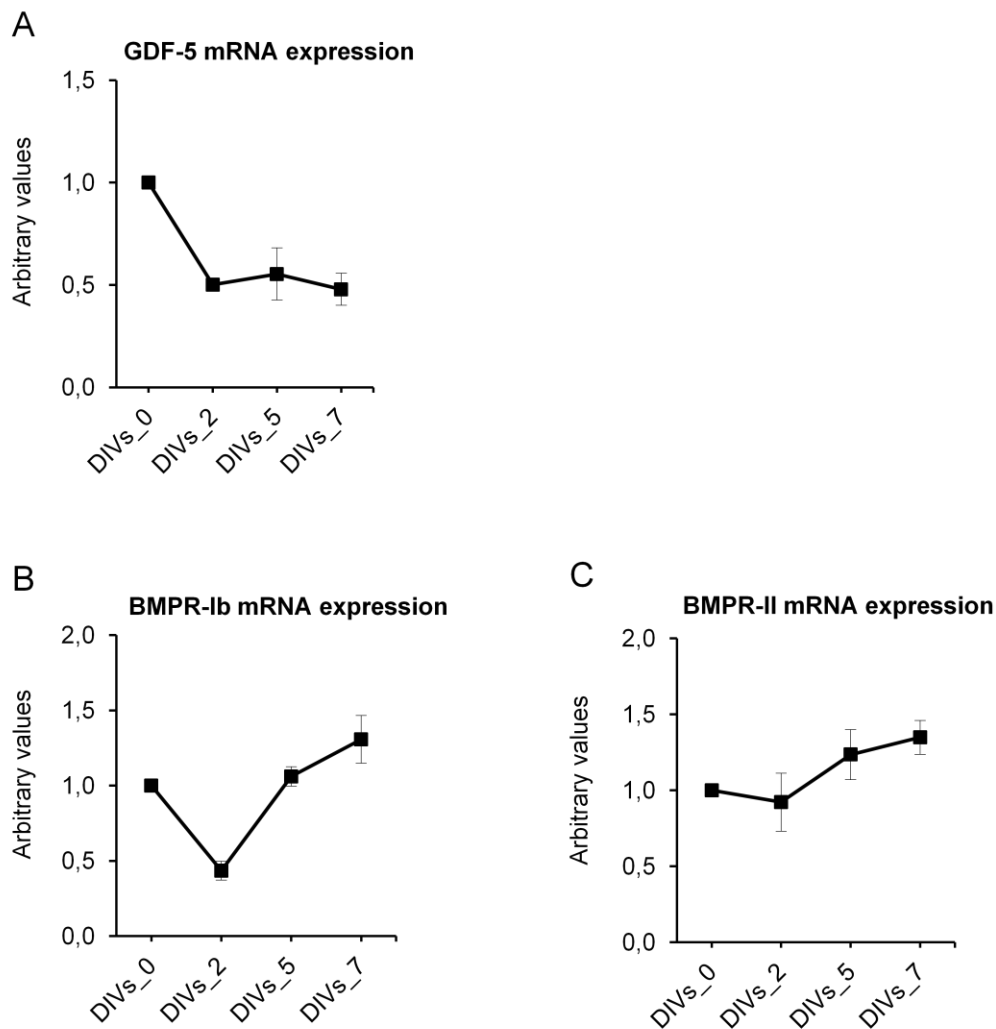 A
GDF-5 mRNA expression
Arbitrary values
1,5
1,0
0,5
0,0
DIVs_0
DIVs_2
DIVs_5
DIVs_7
B
BMPR-Ib mRNA expression
Arbitrary values
2,0
1,5
1,0
0,5
0,0
DIVs_0
DIVs_2
DIVs_5
DIVs_7
C
BMPR-II mRNA expression
Arbitrary values
2,0
1,5
1,0
0,5
0,0
DIVs_0
DIVs_2
DIVs_5
DIVs_7